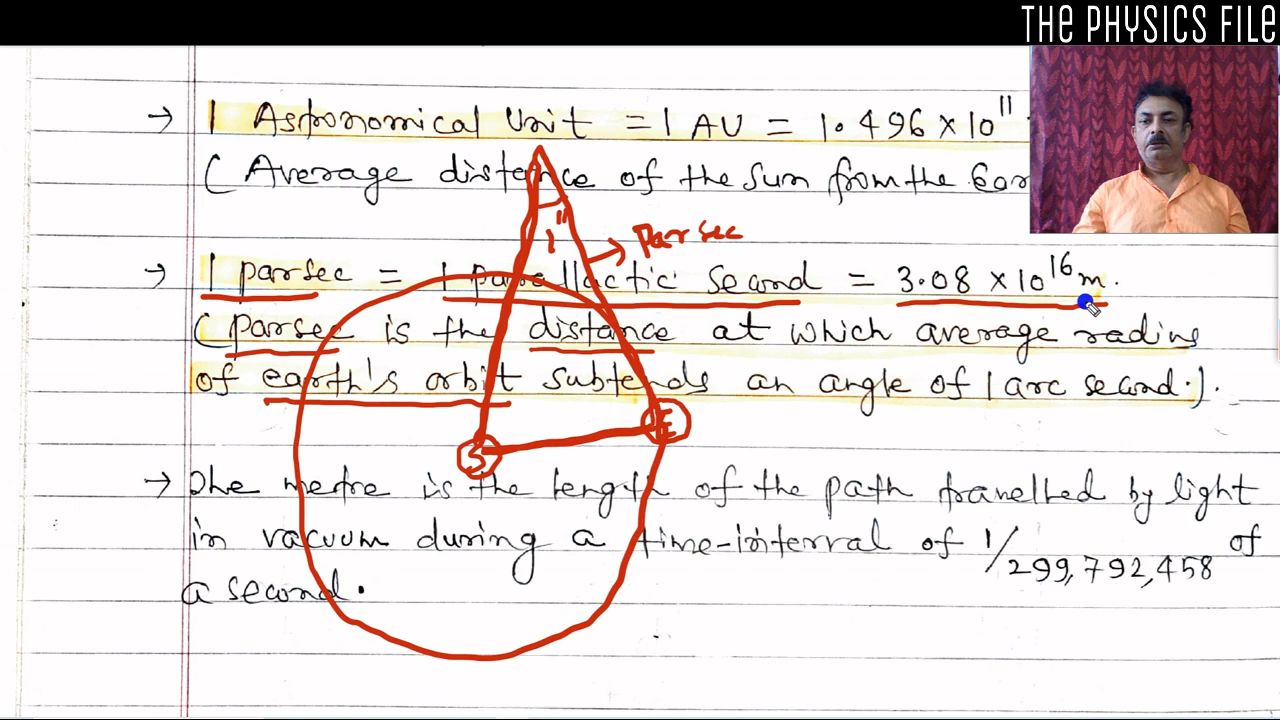 THE PHYSICS FILE
→ 1 Astronomical Unit = 1 AU = 1.496 × 10¹¹
(Average distance of the sun from the Ear
1"
Parsec
→ 1 parsec = 1 parallactic second = 3.08 × 10¹⁶ m.
(parsec is the distance at which average radius
of earth's orbit subtends an angle of 1 arc second.).
E
S
→ The metre is the length of the path travelled by light
in vacuum during a time-interval of 1/299,792,458 of
a second.